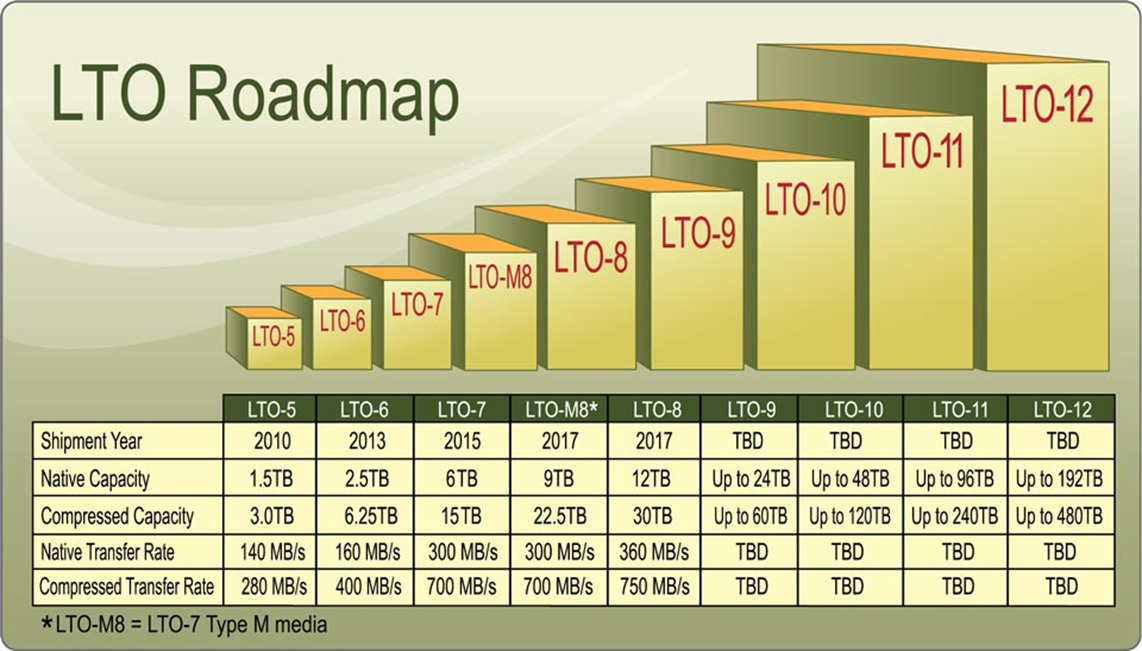 LTO Roadmap
LTO-5
LTO-6
LTO-7
LTO-M8
LTO-8
LTO-9
LTO-10
LTO-11
LTO-12
LTO-5 LTO-6 LTO-7 LTO-M8* LTO-8 LTO-9 LTO-10 LTO-11 LTO-12
Shipment Year 2010 2013 2015 2017 2017 TBD TBD TBD TBD
Native Capacity 1.5TB 2.5TB 6TB 9TB 12TB Up to 24TB Up to 48TB Up to 96TB Up to 192TB
Compressed Capacity 3.0TB 6.25TB 15TB 22.5TB 30TB Up to 60TB Up to 120TB Up to 240TB Up to 480TB
Native Transfer Rate 140 MB/s 160 MB/s 300 MB/s 300 MB/s 360 MB/s TBD TBD TBD TBD
Compressed Transfer Rate 280 MB/s 400 MB/s 700 MB/s 700 MB/s 750 MB/s TBD TBD TBD TBD
*LTO-M8 = LTO-7 Type M media